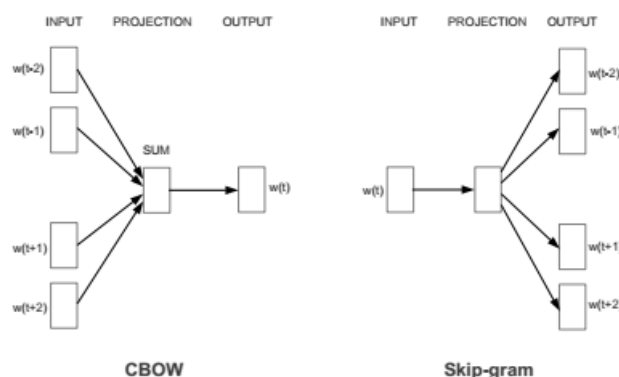 INPUT PROJECTION OUTPUT
w(t-2)
w(t-1)
SUM
w(t)
w(t+1)
w(t+2)
CBOW
INPUT PROJECTION OUTPUT
w(t-2)
w(t-1)
w(t)
w(t+1)
w(t+2)
Skip-gram